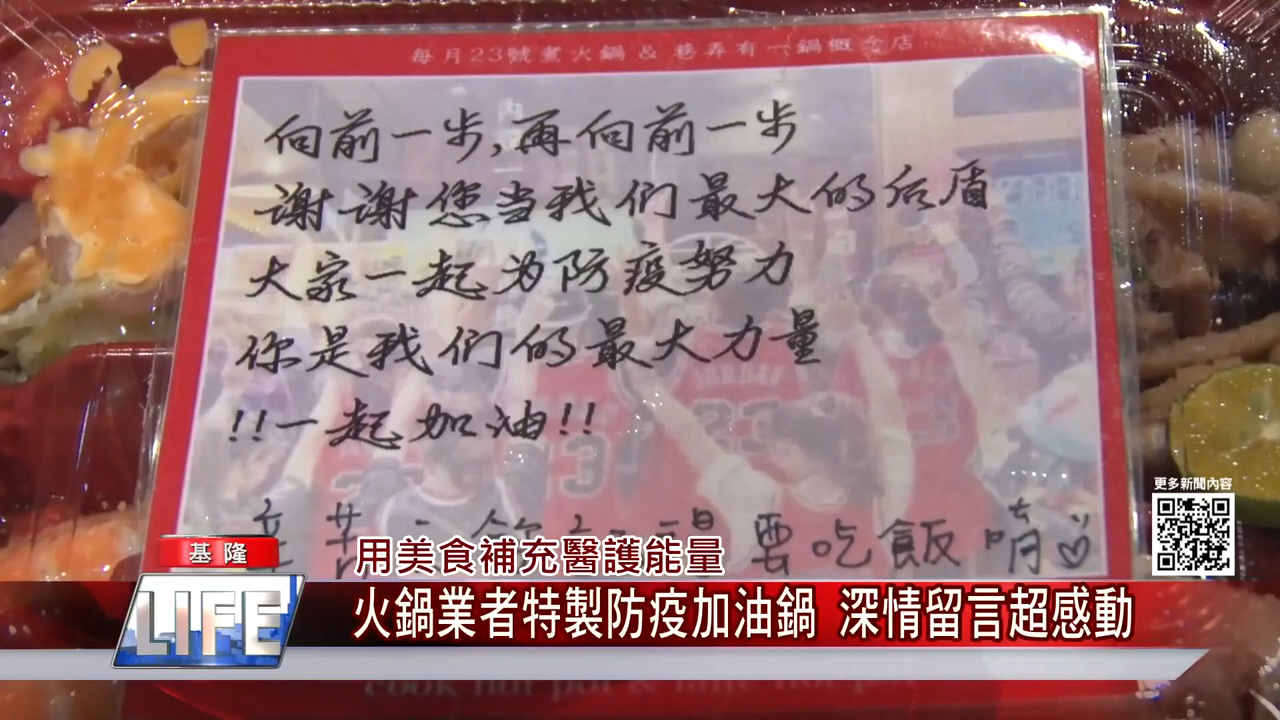 每月23號煮火鍋 & 巷弄有一鍋概念店
向前一步,再向前一步
谢谢您当我们最大的后盾
大家一起为防疫努力
你是我们的最大力量
!!一起加油!!
要吃飯唷
更多新聞內容
基隆
用美食補充醫護能量
LIFE
火鍋業者特製防疫加油鍋 深情留言超感動
JORDAN
23